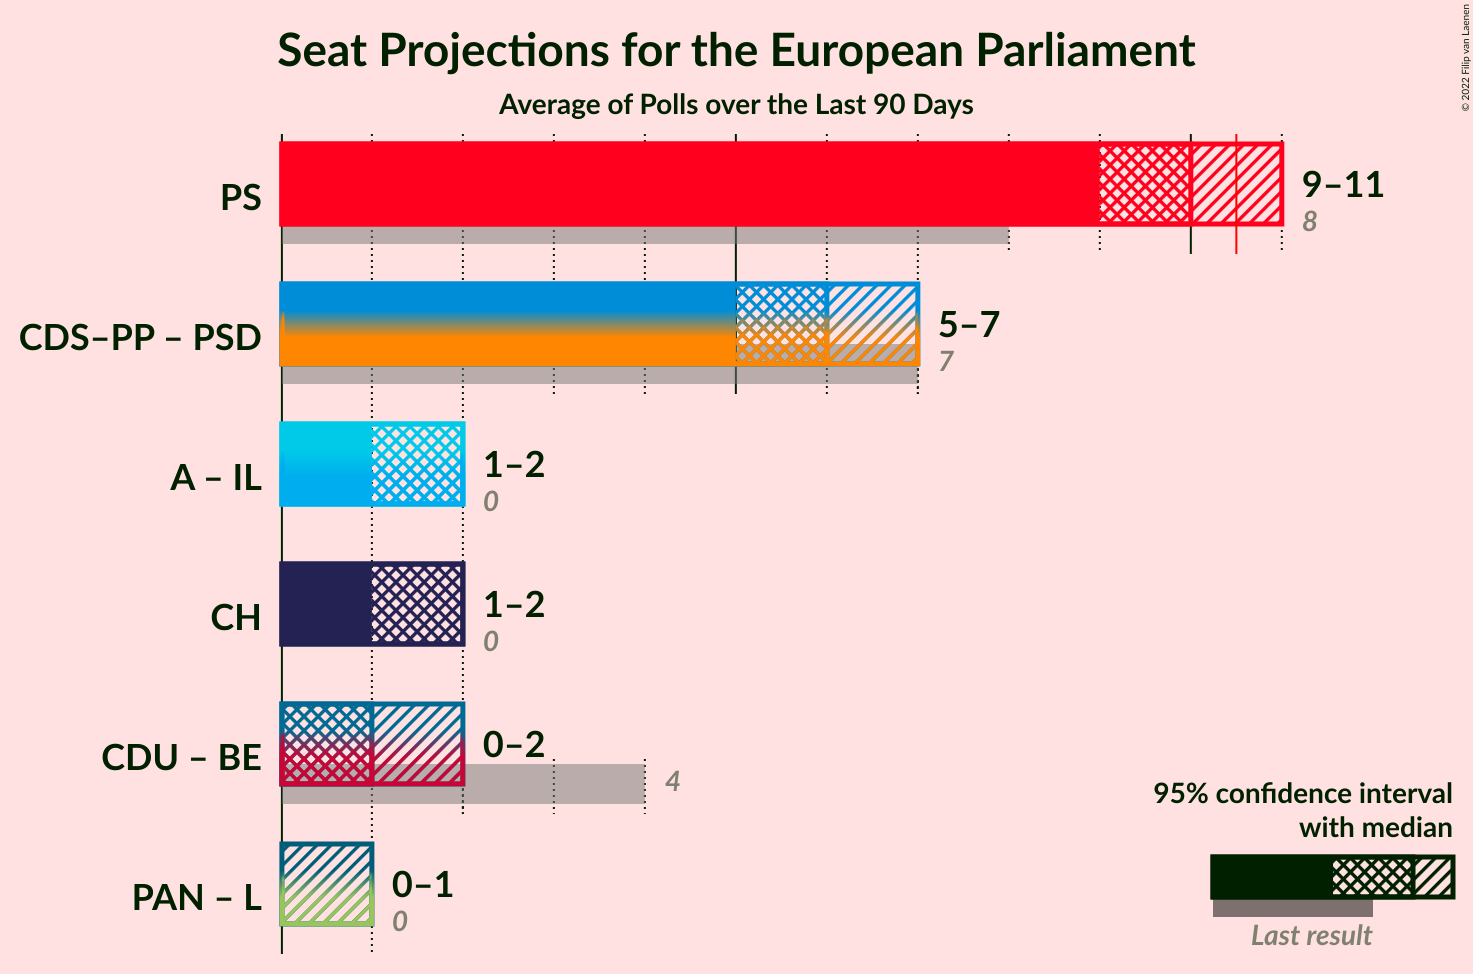 Seat Projections for the European Parliament
Average of Polls over the Last 90 Days
© 2022 Filip van Laenen
PS
9–11
8
CDS–PP – PSD
5–7
7
A – IL
1–2
0
CH
1–2
0
CDU – BE
0–2
4
PAN – L
0–1
0
95% confidence interval
with median
Last result